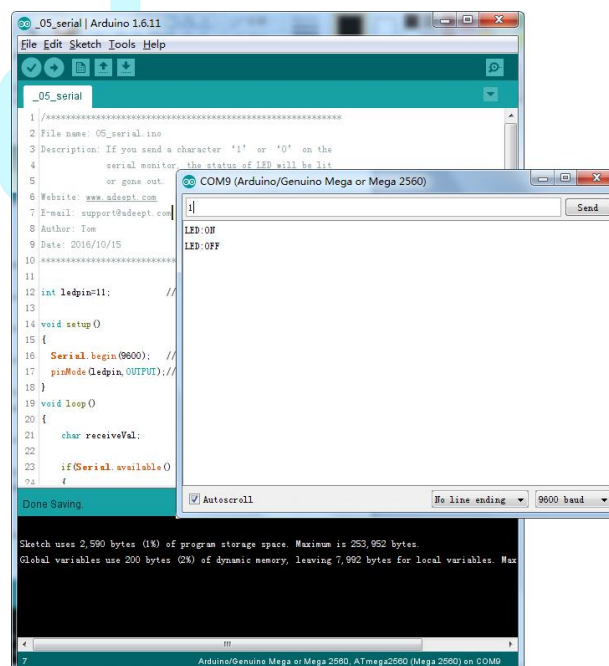 _05_serial | Arduino 1.6.11
File Edit Sketch Tools Help
_05_serial
1 /***********************************************************
2 File name: 05_serial.ino
3 Description: If you send a character '1' or '0' on the
4 serial monitor, the status of LED will be lit
5 or gone out.
6 Website: www.adeept.com
7 E-mail: support@adeept.com
8 Author: Tom
9 Date: 2016/10/15
10 ***************************
11
12 int ledpin=11; //
13
14 void setup()
15 {
16 Serial.begin(9600); //
17 pinMode(ledpin,OUTPUT);//
18 }
19 void loop()
20 {
21 char receiveVal;
22
23 if(Serial.available()
24 {
COM9 (Arduino/Genuino Mega or Mega 2560)
1
Send
LED:ON
LED:OFF
Autoscroll
No line ending
9600 baud
Done Saving.
Sketch uses 2,590 bytes (1%) of program storage space. Maximum is 253,952 bytes.
Global variables use 200 bytes (2%) of dynamic memory, leaving 7,992 bytes for local variables. Max
7
Arduino/Genuino Mega or Mega 2560, ATmega2560 (Mega 2560) on COM9